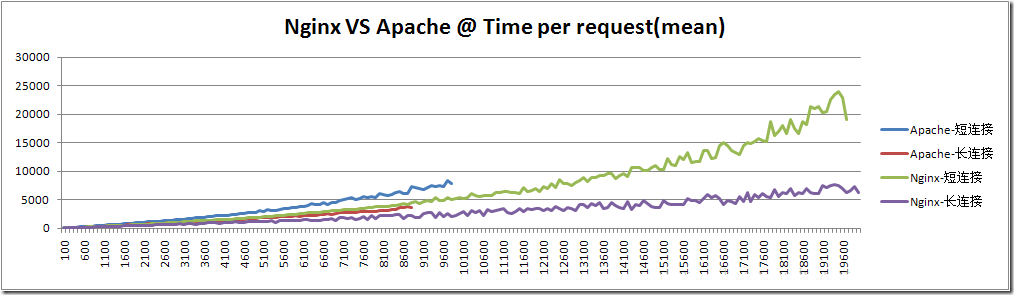 Nginx VS Apache @ Time per request(mean)
30000
25000
20000
15000
10000
5000
0
Apache-短连接
Apache-长连接
Nginx-短连接
Nginx-长连接
100 600 1100 1600 2100 2600 3100 3600 4100 4600 5100 5600 6100 6600 7100 7600 8100 8600 9100 9600 10100 10600 11100 11600 12100 12600 13100 13600 14100 14600 15100 15600 16100 16600 17100 17600 18100 18600 19100 19600